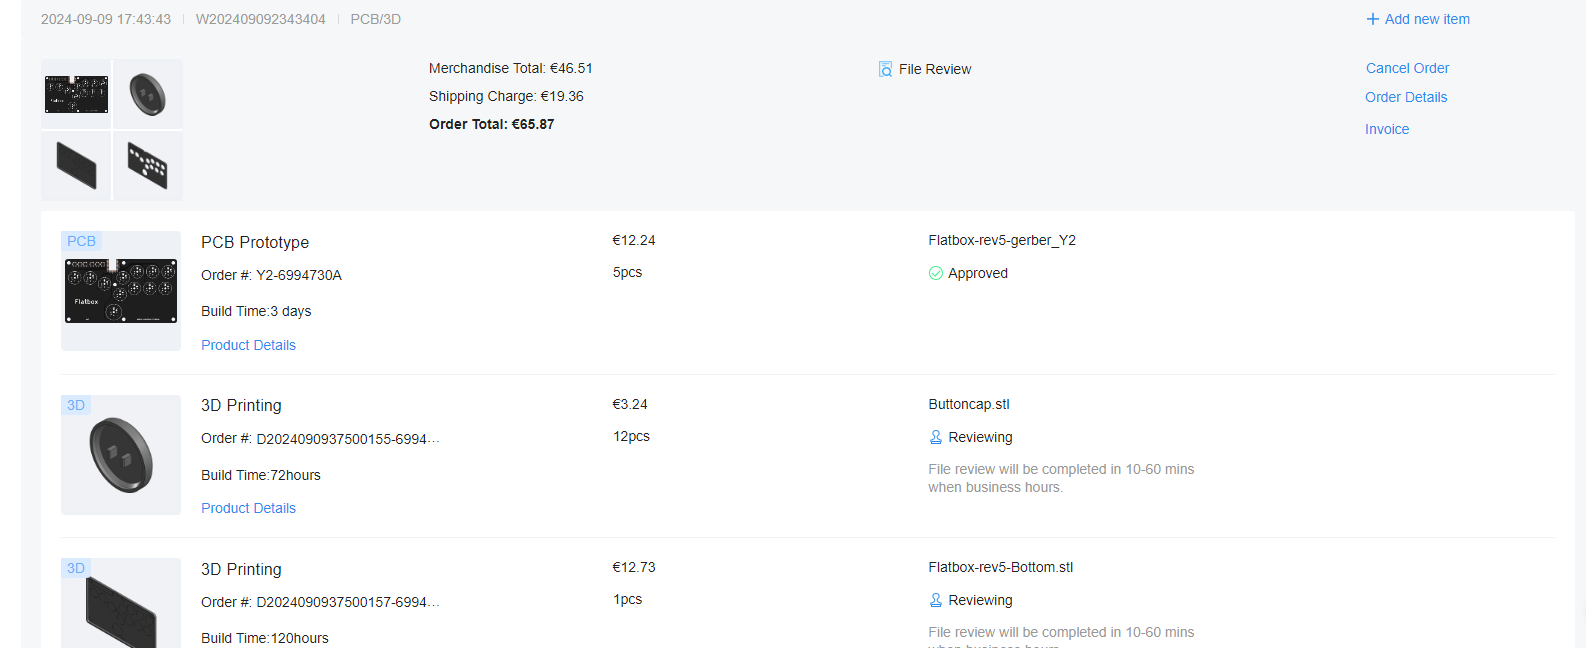 2024-09-09 17:43:43 | W202409092343404 | PCB/3D
+ Add new item
Merchandise Total: €46.51
Shipping Charge: €19.36
Order Total: €65.87
File Review
Cancel Order
Order Details
Invoice
Flatbox
PCB
Flatbox
PCB Prototype
Order #: Y2-6994730A
Build Time:3 days
Product Details
€12.24
5pcs
Flatbox-rev5-gerber_Y2
Approved
3D
3D Printing
Order #: D2024090937500155-6994...
Build Time:72hours
Product Details
€3.24
12pcs
Buttoncap.stl
Reviewing
File review will be completed in 10-60 mins
when business hours.
3D
3D Printing
Order #: D2024090937500157-6994...
Build Time:120hours
€12.73
1pcs
Flatbox-rev5-Bottom.stl
Reviewing
File review will be completed in 10-60 mins